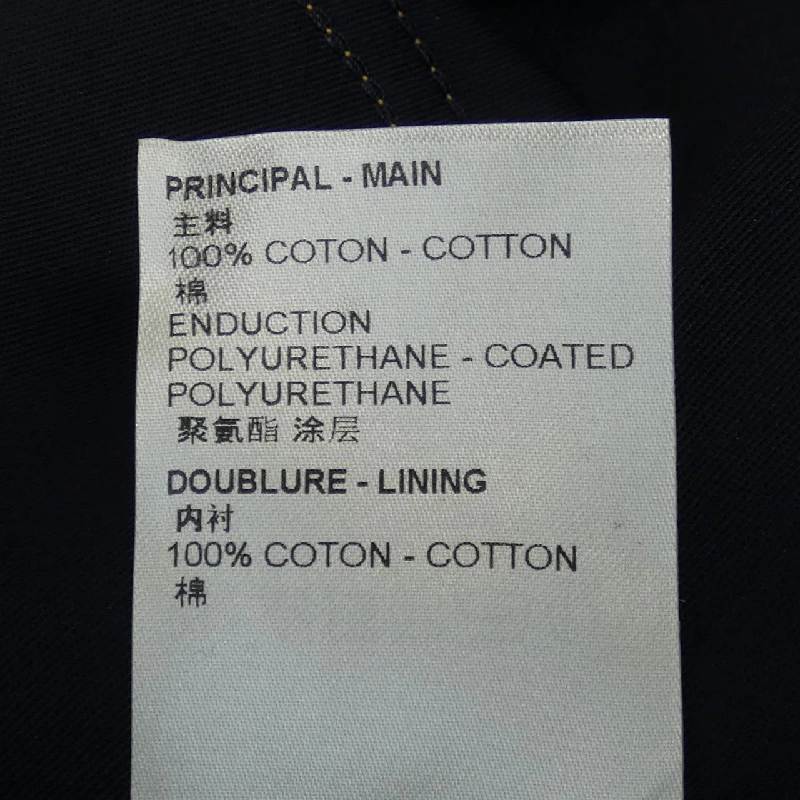 PRINCIPAL - MAIN
主料
100% COTON - COTTON
棉
ENDUCTION
POLYURETHANE - COATED
POLYURETHANE
聚氨酯 涂层
DOUBLURE - LINING
内衬
100% COTON - COTTON
棉